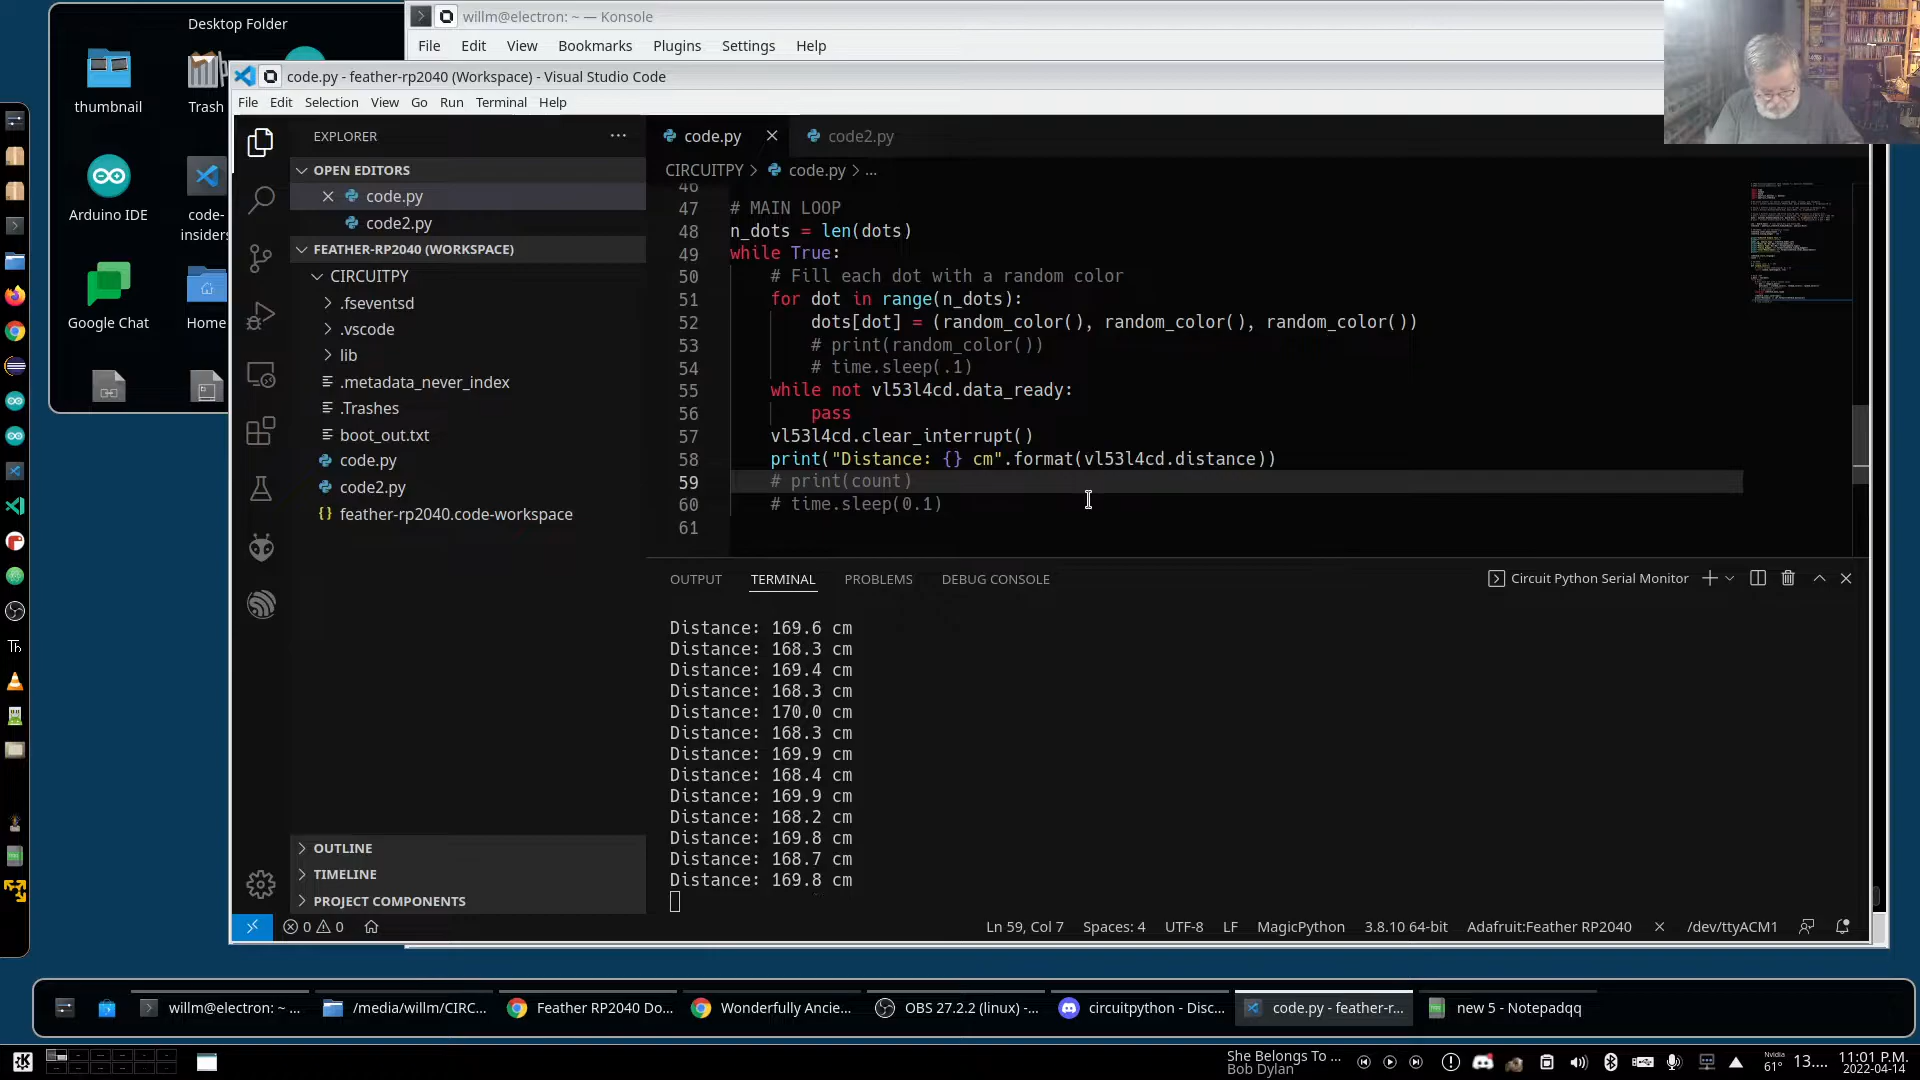 Desktop Folder
thumbnail
Trash
Arduino IDE
code-
insiders
Google Chat
Home
willm@electron: ~ — Konsole
File Edit View Bookmarks Plugins Settings Help
code.py - feather-rp2040 (Workspace) - Visual Studio Code
File Edit Selection View Go Run Terminal Help
EXPLORER
OPEN EDITORS
code.py
code2.py
FEATHER-RP2040 (WORKSPACE)
CIRCUITPY
.fseventsd
.vscode
lib
.metadata_never_index
.Trashes
boot_out.txt
code.py
code2.py
feather-rp2040.code-workspace
OUTLINE
TIMELINE
PROJECT COMPONENTS
code.py code2.py
CIRCUITPY > code.py > ...
46
47 # MAIN LOOP
48 n_dots = len(dots)
49 while True:
50 # Fill each dot with a random color
51 for dot in range(n_dots):
52 dots[dot] = (random_color(), random_color(), random_color())
53 # print(random_color())
54 # time.sleep(.1)
55 while not vl53l4cd.data_ready:
56 pass
57 vl53l4cd.clear_interrupt()
58 print("Distance: {} cm".format(vl53l4cd.distance))
59 # print(count)
60 # time.sleep(0.1)
61
OUTPUT TERMINAL PROBLEMS DEBUG CONSOLE
Circuit Python Serial Monitor
Distance: 169.6 cm
Distance: 168.3 cm
Distance: 169.4 cm
Distance: 168.3 cm
Distance: 170.0 cm
Distance: 168.3 cm
Distance: 169.9 cm
Distance: 168.4 cm
Distance: 169.9 cm
Distance: 168.2 cm
Distance: 169.8 cm
Distance: 168.7 cm
Distance: 169.8 cm
0 0 Ln 59, Col 7 Spaces: 4 UTF-8 LF MagicPython 3.8.10 64-bit Adafruit:Feather RP2040 /dev/ttyACM1
willm@electron: ~ ...
/media/willm/CIRC...
Feather RP2040 Do...
Wonderfully Ancie...
OBS 27.2.2 (linux) -...
circuitpython - Disc...
code.py - feather-r...
new 5 - Notepadqq
She Belongs To ...
Bob Dylan
Nvidia
61°
13....
11:01 P.M.
2022-04-14